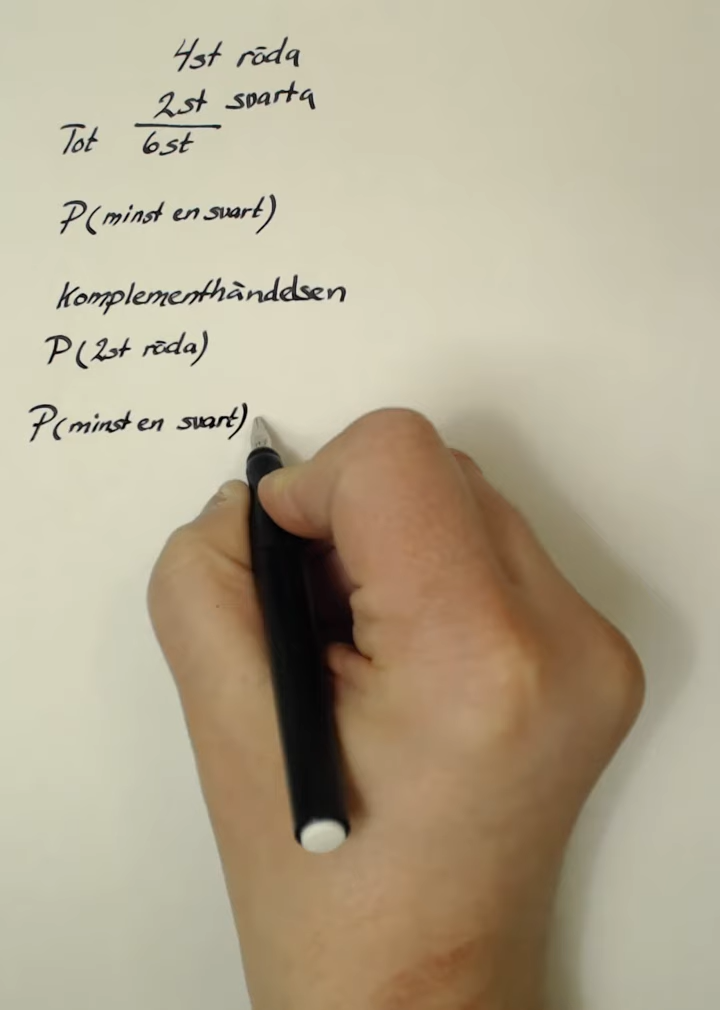 4st röda
2st svarta
Tot 6st
P(minst en svart)
Komplementhändelsen
P(2st röda)
P(minst en svart)